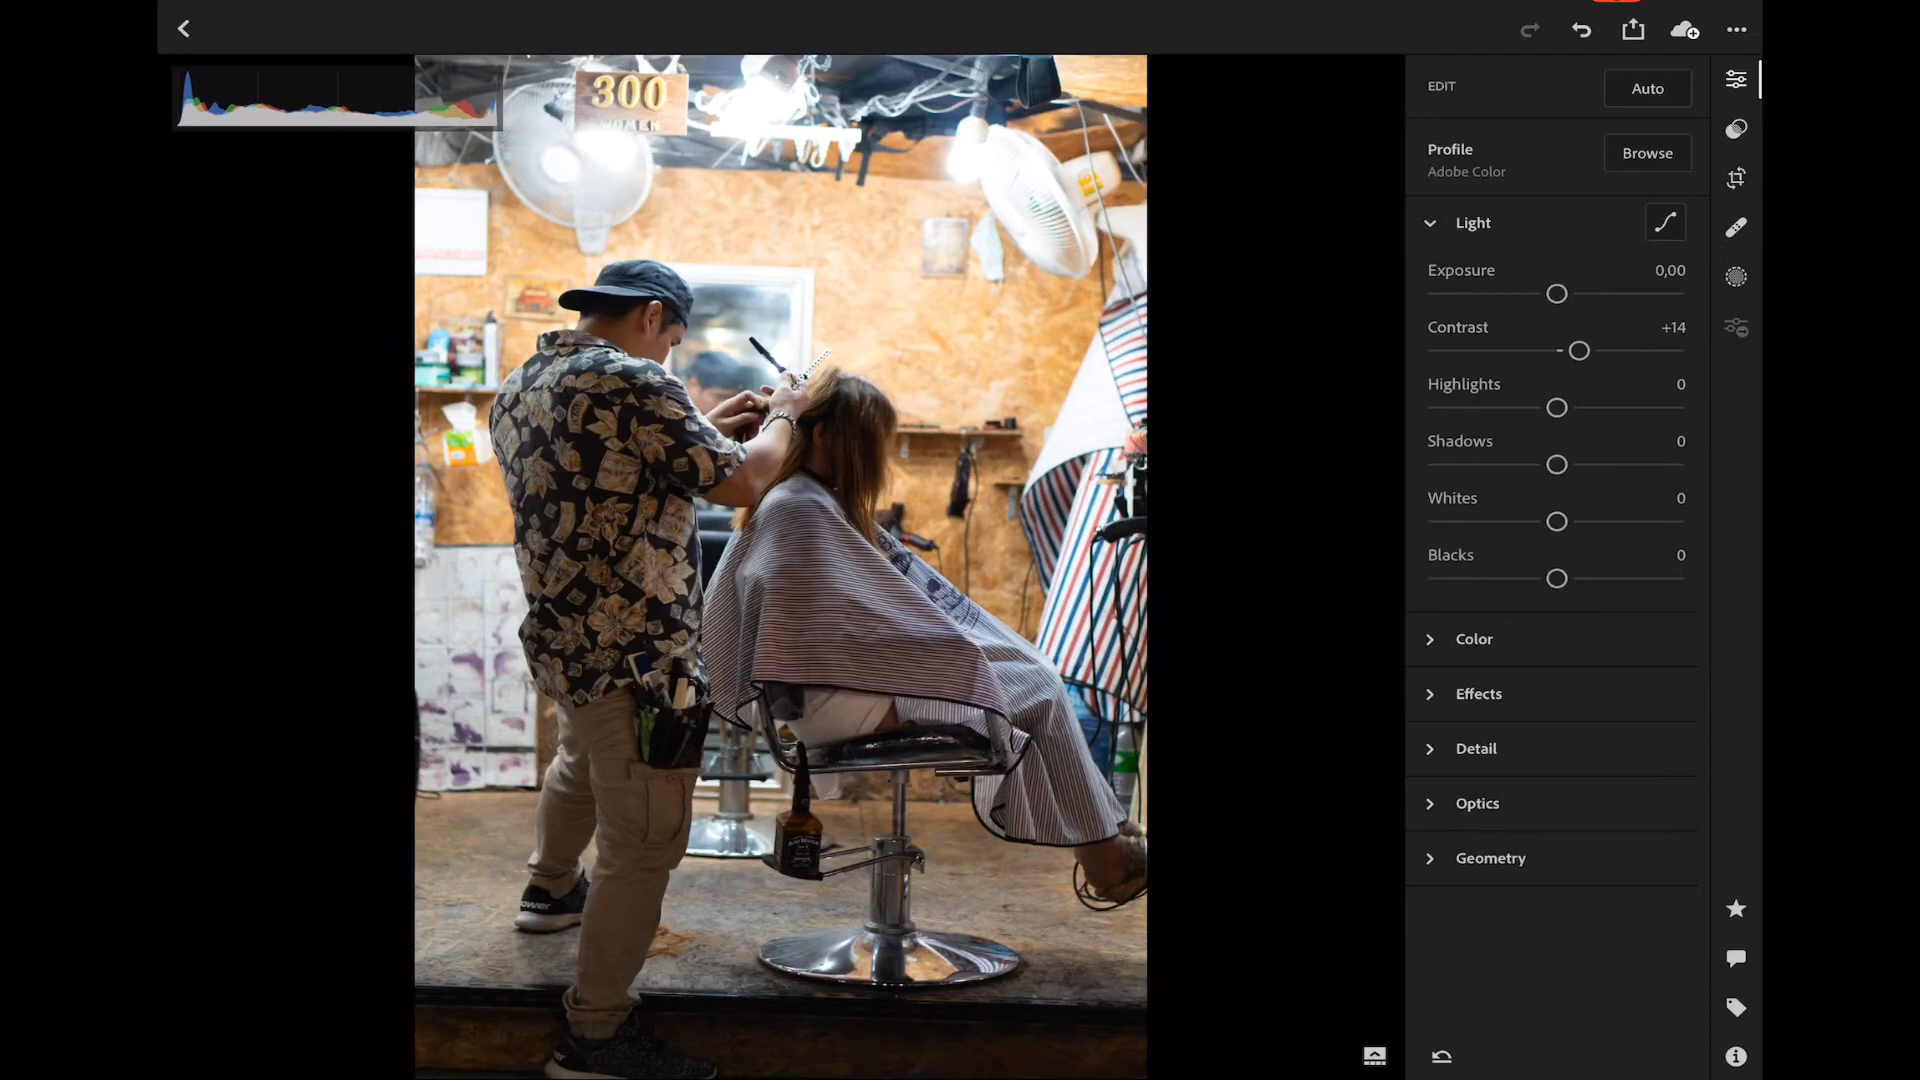 EDIT
Auto
Profile
Adobe Color
Browse
Light
Exposure 0,00
Contrast +14
Highlights 0
Shadows 0
Whites 0
Blacks 0
Color
Effects
Detail
Optics
Geometry
300
WOMEN